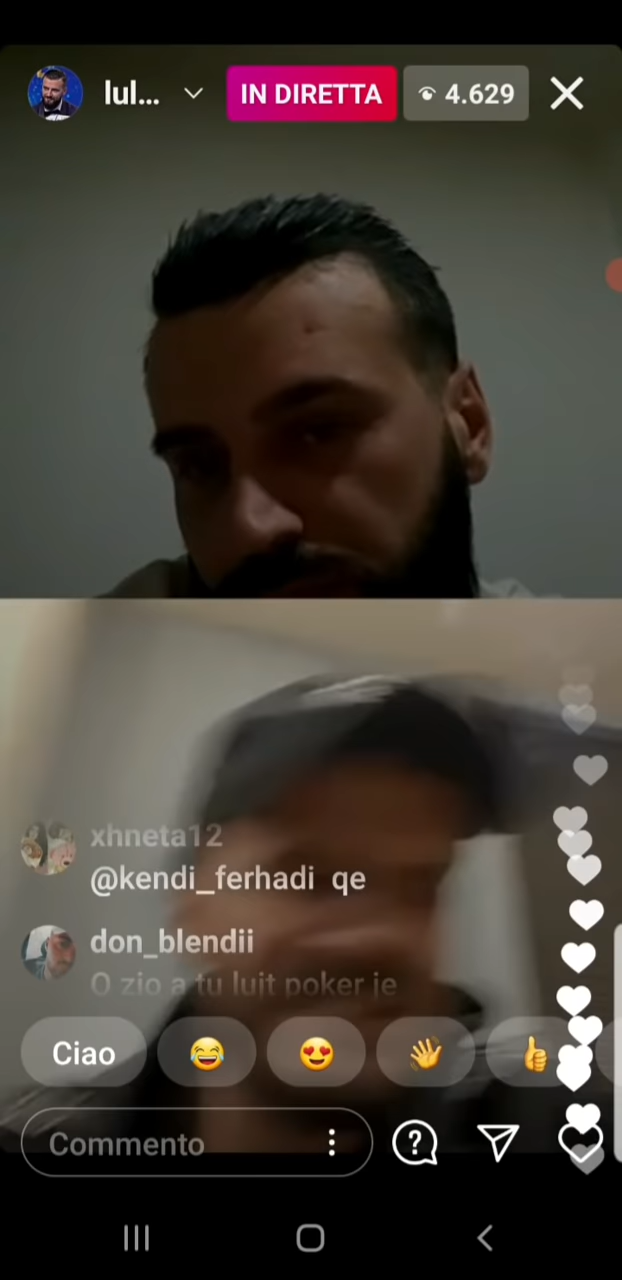 lul...
IN DIRETTA
4.629
xhneta12
@kendi_ferhadi qe
don_blendii
O zio a tu lujt poker je
Ciao
Commento